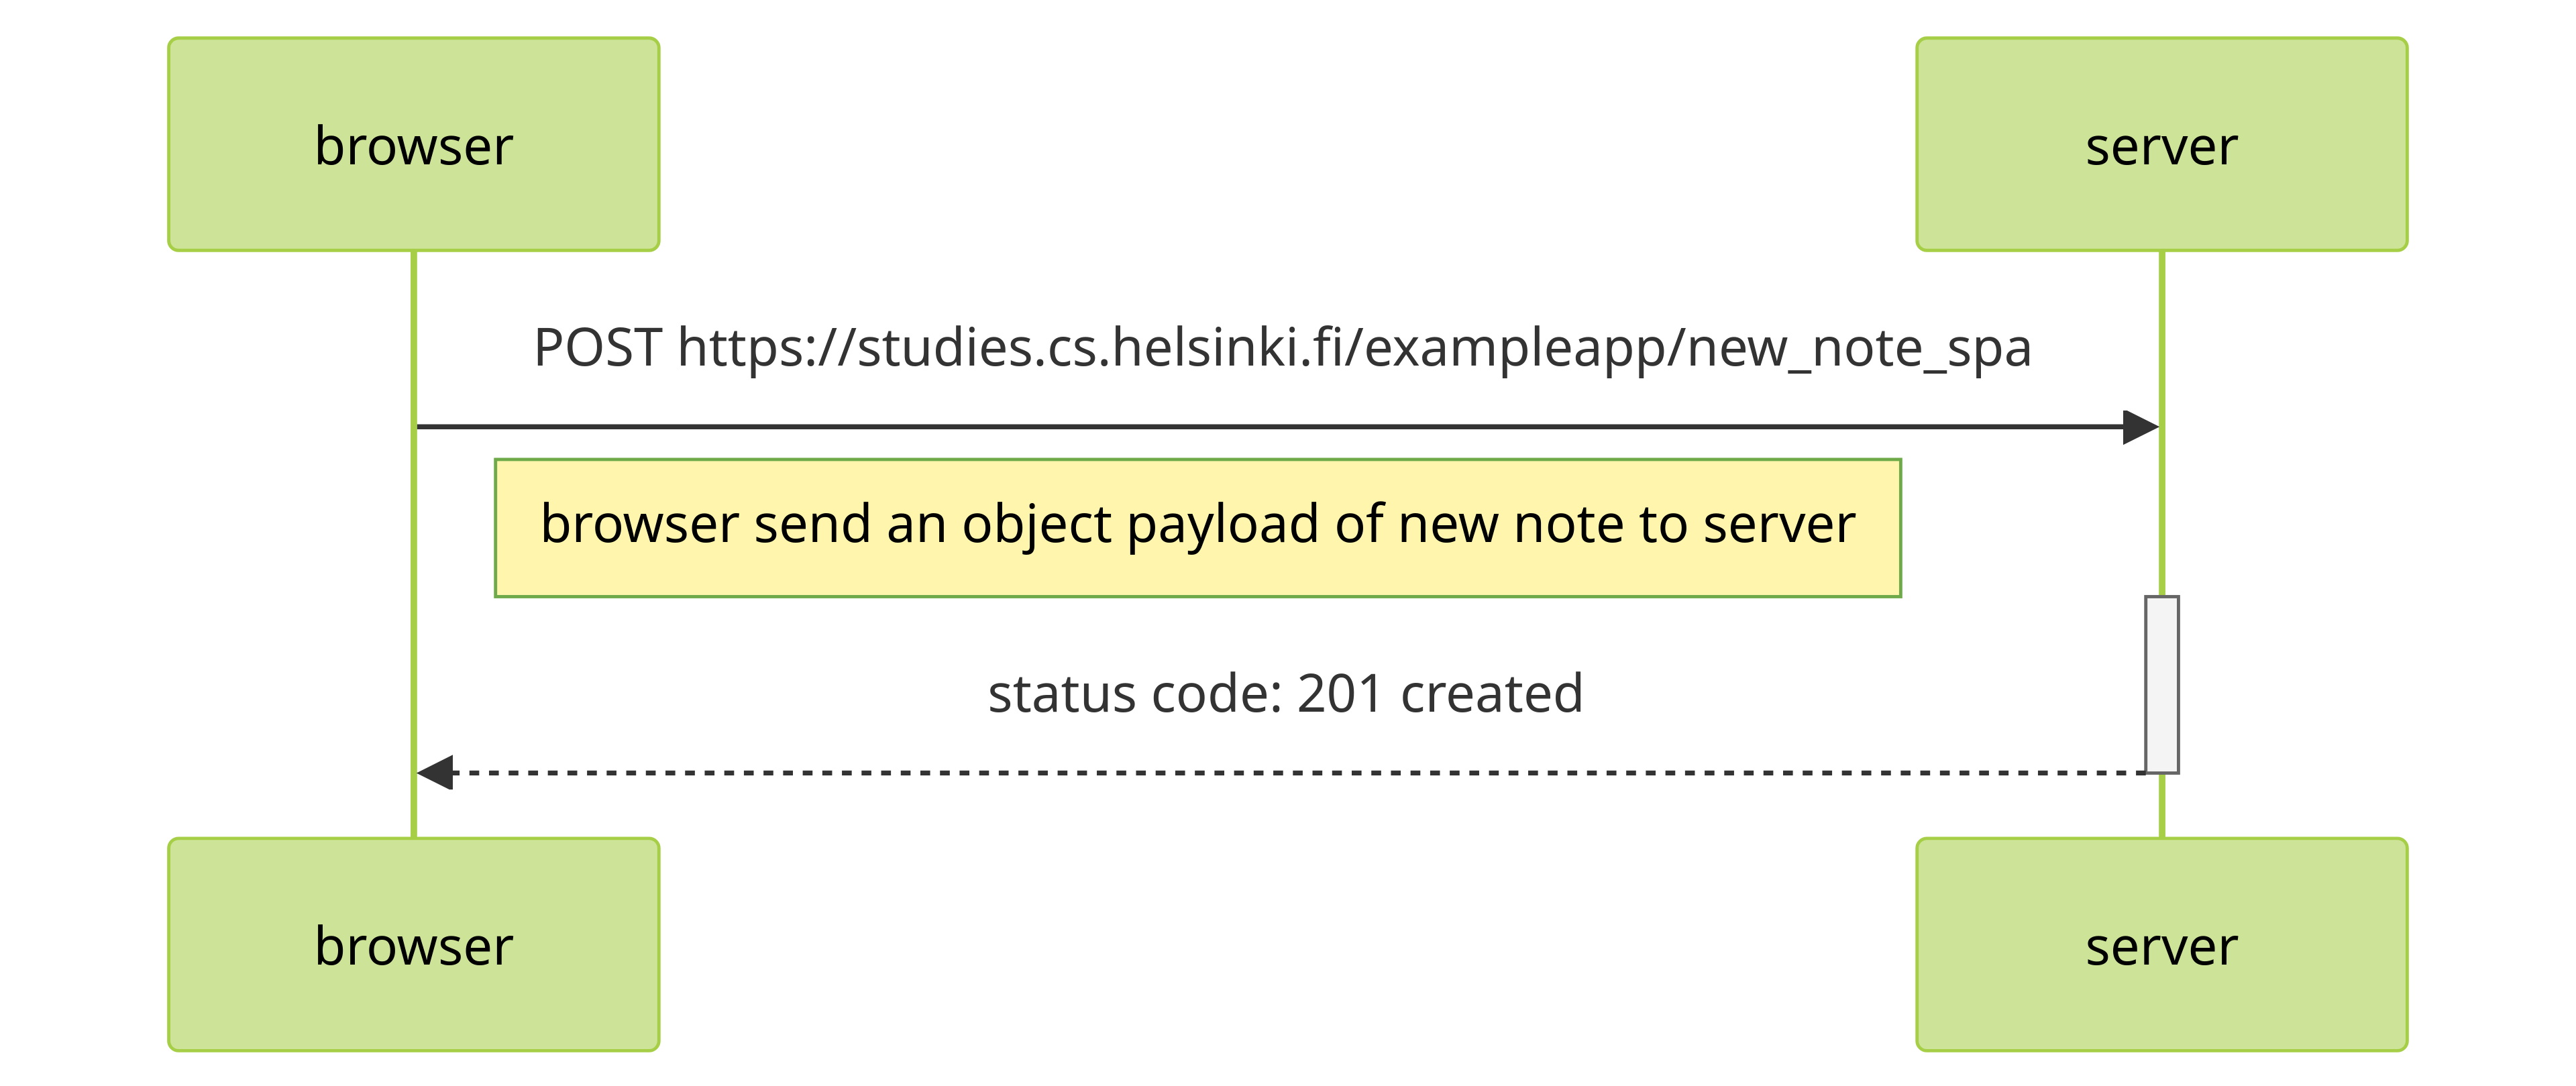 browser
server
POST https://studies.cs.helsinki.fi/exampleapp/new_note_spa
browser send an object payload of new note to server
status code: 201 created
browser
server